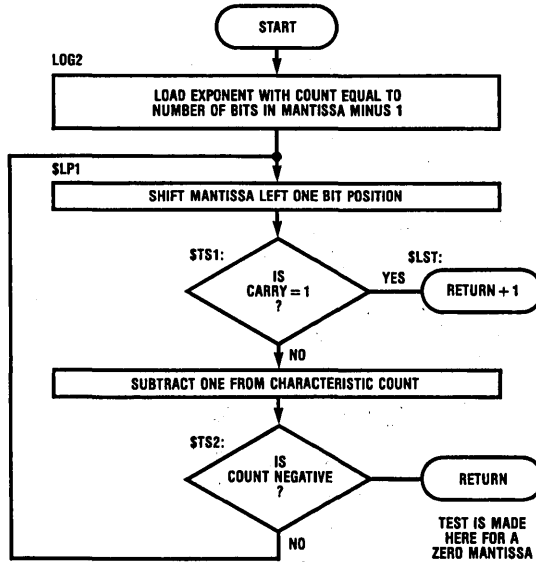 START
LOG2
LOAD EXPONENT WITH COUNT EQUAL TO
NUMBER OF BITS IN MANTISSA MINUS 1
$LP1
SHIFT MANTISSA LEFT ONE BIT POSITION
$TS1:
IS
CARRY = 1
?
YES
$LST:
RETURN + 1
NO
SUBTRACT ONE FROM CHARACTERISTIC COUNT
$TS2:
IS
COUNT NEGATIVE
?
RETURN
NO
TEST IS MADE
HERE FOR A
ZERO MANTISSA